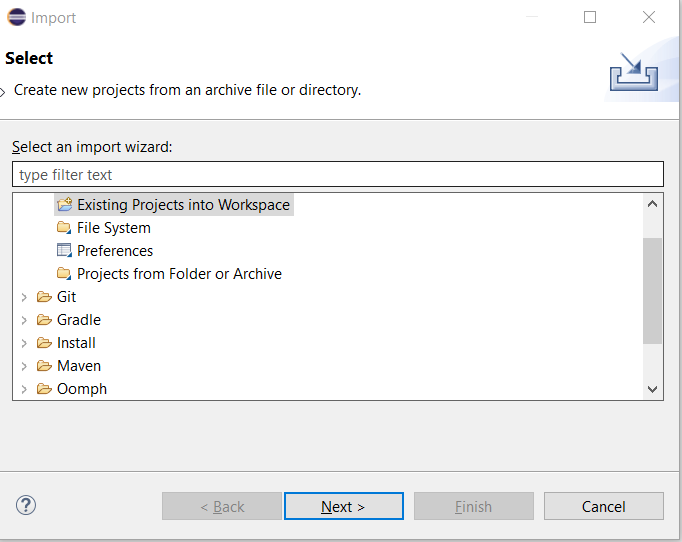 Import
Select
Create new projects from an archive file or directory.
Select an import wizard:
type filter text
Existing Projects into Workspace
File System
Preferences
Projects from Folder or Archive
Git
Gradle
Install
Maven
Oomph
? < Back Next > Finish Cancel